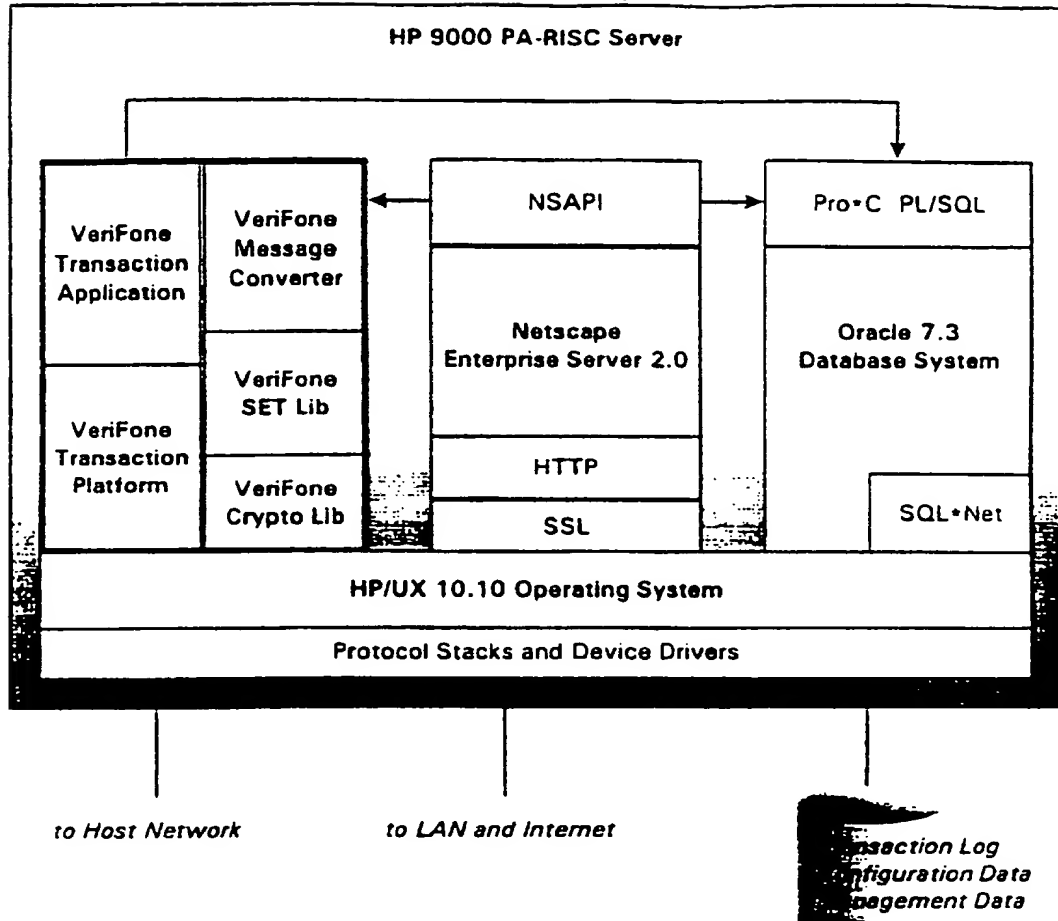 HP 9000 PA-RISC Server
VeriFone
Transaction
Application
VeriFone
Transaction
Platform
VeriFone
Message
Converter
VeriFone
SET Lib
VeriFone
Crypto Lib
NSAPI
Netscape
Enterprise Server 2.0
HTTP
SSL
Pro*C PL/SQL
Oracle 7.3
Database System
SQL*Net
HP/UX 10.10 Operating System
Protocol Stacks and Device Drivers
to Host Network
to LAN and Internet
Log
Data
Data